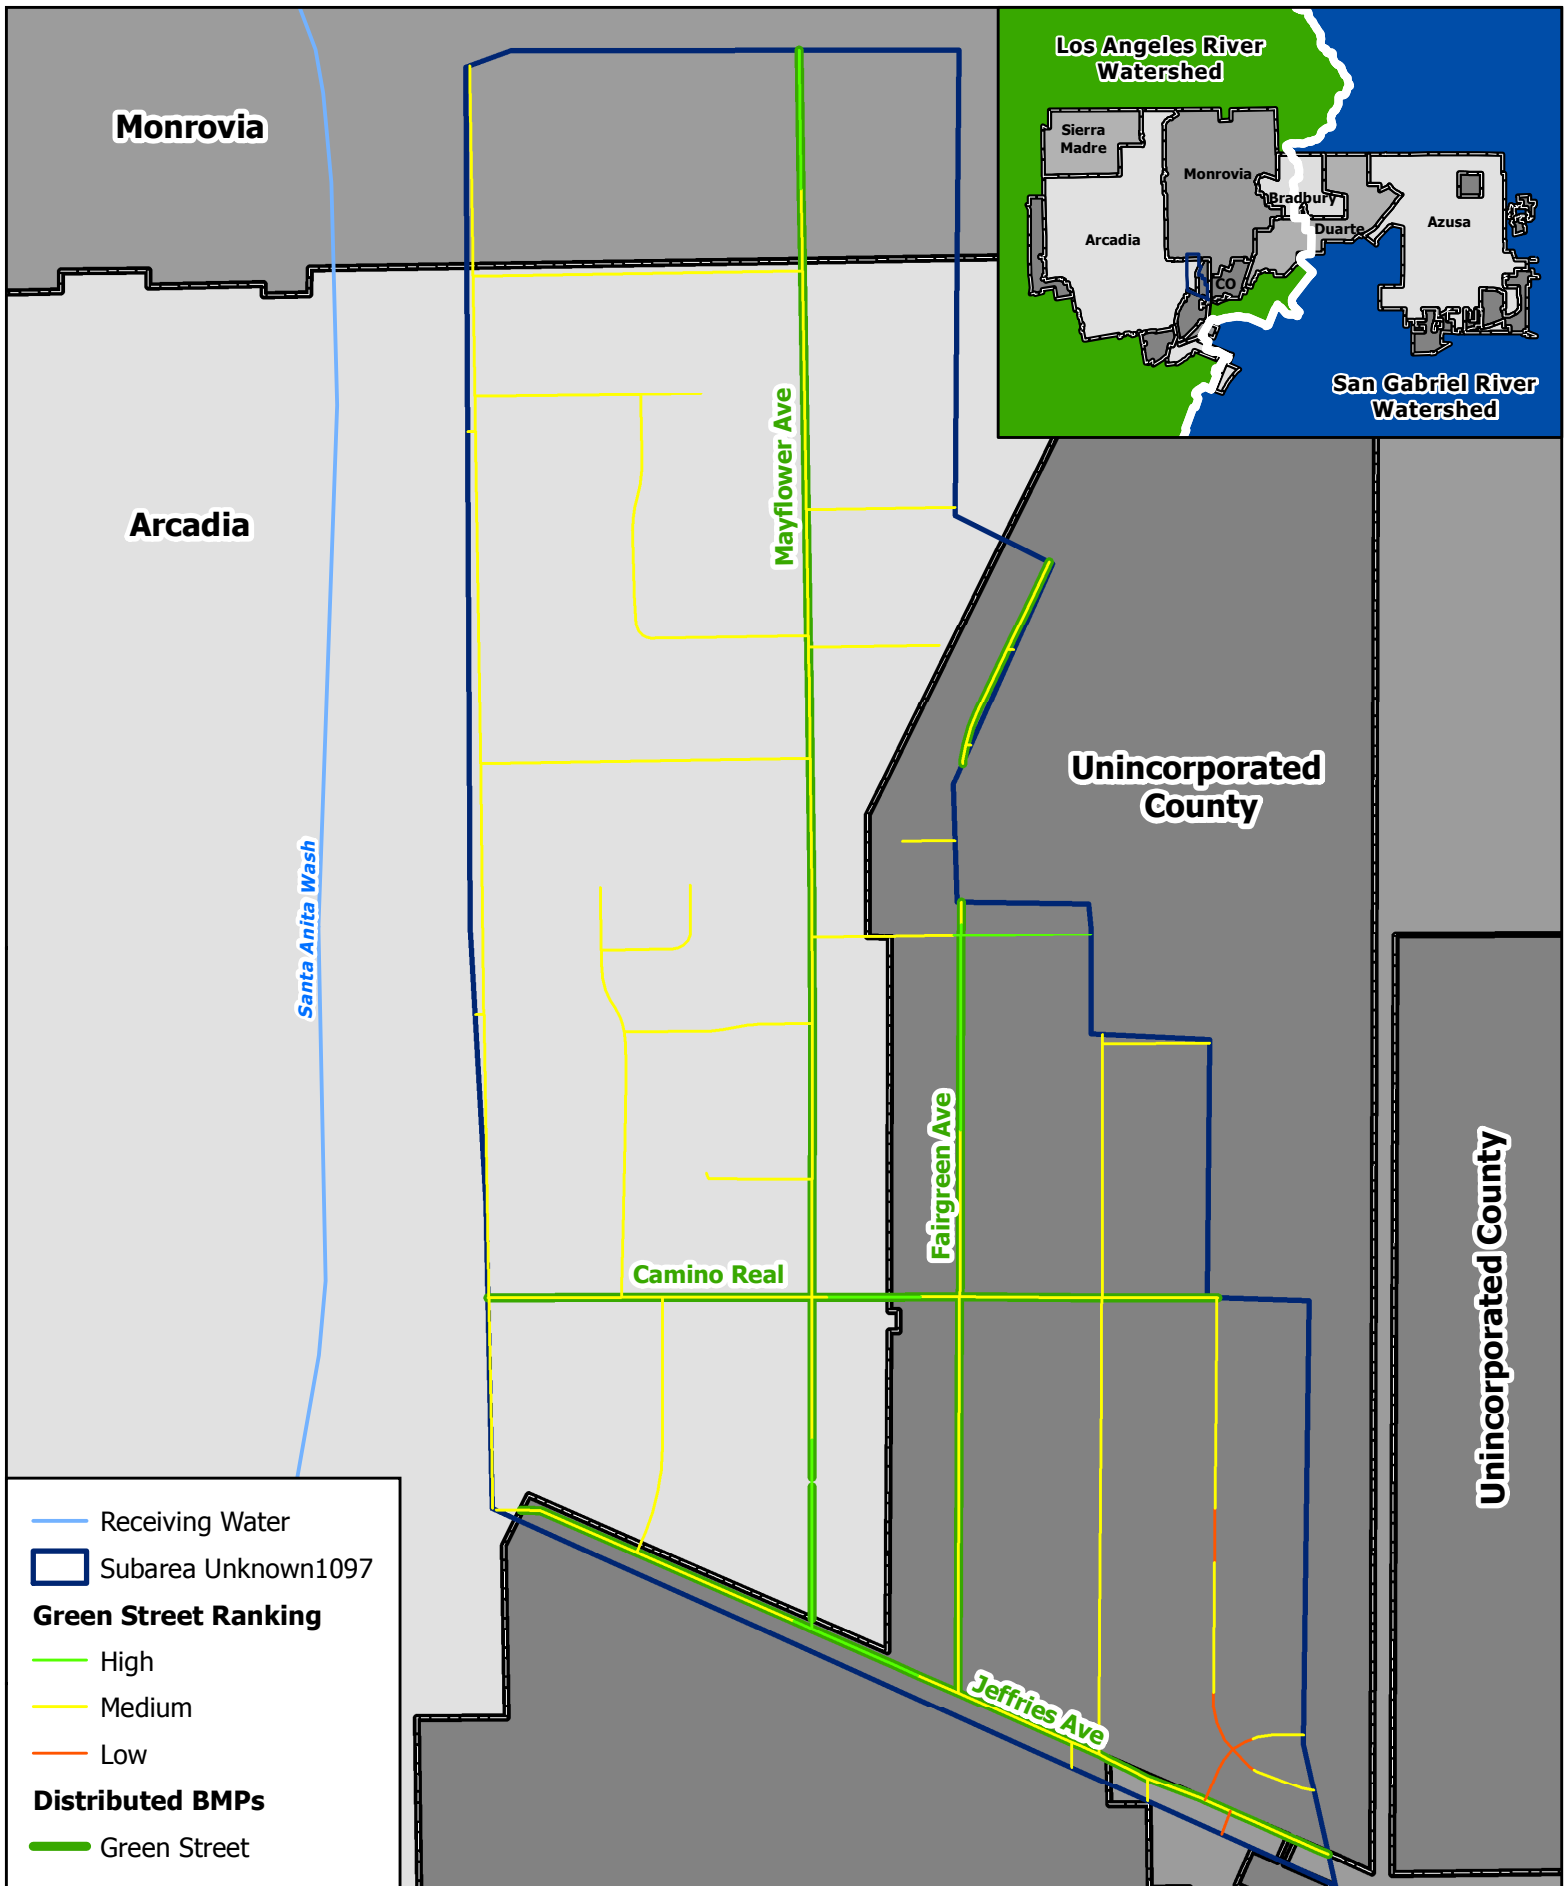 Monrovia
Arcadia
Santa Anita Wash
Mayflower Ave
Camino Real
Fairgreen Ave
Jeffries Ave
Unincorporated
County
Unincorporated County
Los Angeles River
Watershed
Sierra
Madre
Monrovia
Bradbury
Duarte
Azusa
Arcadia
CO
San Gabriel River
Watershed
Receiving Water
Subarea Unknown1097
Green Street Ranking
High
Medium
Low
Distributed BMPs
Green Street